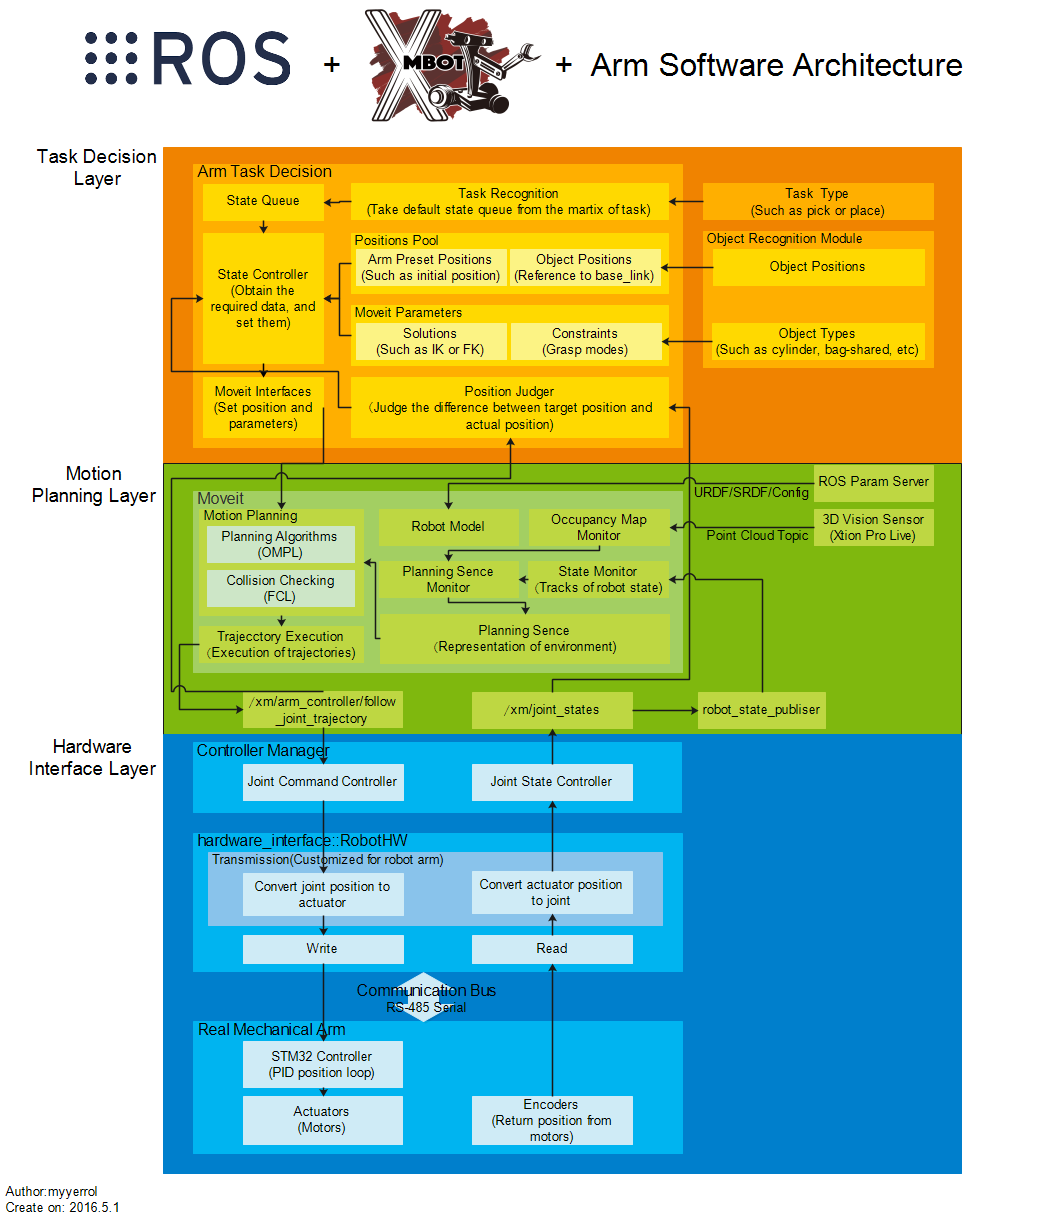 ROS + XMBOT + Arm Software Architecture
Task Decision
Layer
Arm Task Decision
State Queue
Task Recognition
(Take default state queue from the martix of task)
Task Type
(Such as pick or place)
State Controller
(Obtain the
required data, and
set them)
Positions Pool
Arm Preset Positions
(Such as initial position)
Object Positions
(Reference to base_link)
Object Recognition Module
Object Positions
Moveit Parameters
Solutions
(Such as IK or FK)
Constraints
(Grasp modes)
Object Types
(Such as cylinder, bag-shared, etc)
Moveit Interfaces
(Set position and
parameters)
Position Judger
(Judge the difference between target position and
actual position)
Motion
Planning Layer
Moveit
Motion Planning
Planning Algorithms
(OMPL)
Collision Checking
(FCL)
Trajecctory Execution
(Execution of trajectories)
Robot Model
Occupancy Map
Monitor
Planning Sence
Monitor
State Monitor
(Tracks of robot state)
Planning Sence
(Representation of environment)
URDF/SRDF/Config
ROS Param Server
Point Cloud Topic
3D Vision Sensor
(Xtion Pro Live)
/xm/arm_controller/follow
_joint_trajectory
/xm/joint_states
robot_state_publiser
Hardware
Interface Layer
Controller Manager
Joint Command Controller
Joint State Controller
hardware_interface::RobotHW
Transmission(Customized for robot arm)
Convert joint position to
actuator
Convert actuator position
to joint
Write
Read
Communication Bus
RS-485 Serial
Real Mechanical Arm
STM32 Controller
(PID position loop)
Actuators
(Motors)
Encoders
(Return position from
motors)
Author:myyerrol
Create on: 2016.5.1